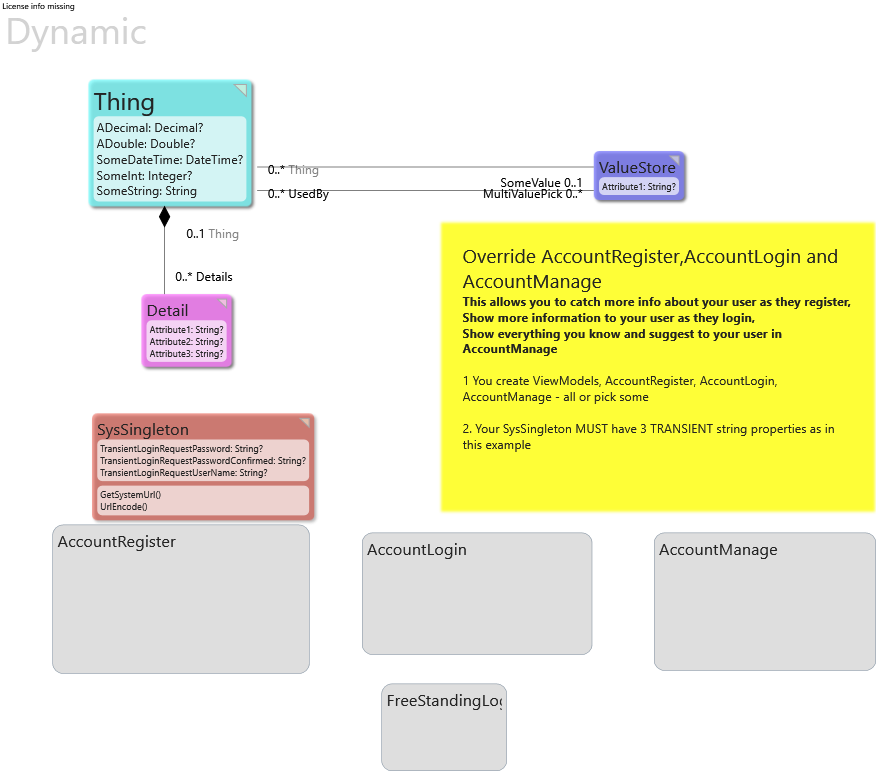 License info missing
Dynamic
Thing
ADecimal: Decimal?
ADouble: Double?
SomeDateTime: DateTime?
SomeInt: Integer?
SomeString: String
0..* Thing
0..* UsedBy
SomeValue 0..1
MultiValuePick 0..*
ValueStore
Attribute1: String?
0..1 Thing
0..* Details
Detail
Attribute1: String?
Attribute2: String?
Attribute3: String?
Override AccountRegister,AccountLogin and
AccountManage
This allows you to catch more info about your user as they register,
Show more information to your user as they login,
Show everything you know and suggest to your user in
AccountManage
1 You create ViewModels, AccountRegister, AccountLogin,
AccountManage - all or pick some
2. Your SysSingleton MUST have 3 TRANSIENT string properties as in
this example
SysSingleton
TransientLoginRequestPassword: String?
TransientLoginRequestPasswordConfirmed: String?
TransientLoginRequestUserName: String?
GetSystemUrl()
UrlEncode()
AccountRegister
AccountLogin
AccountManage
FreeStandingLog